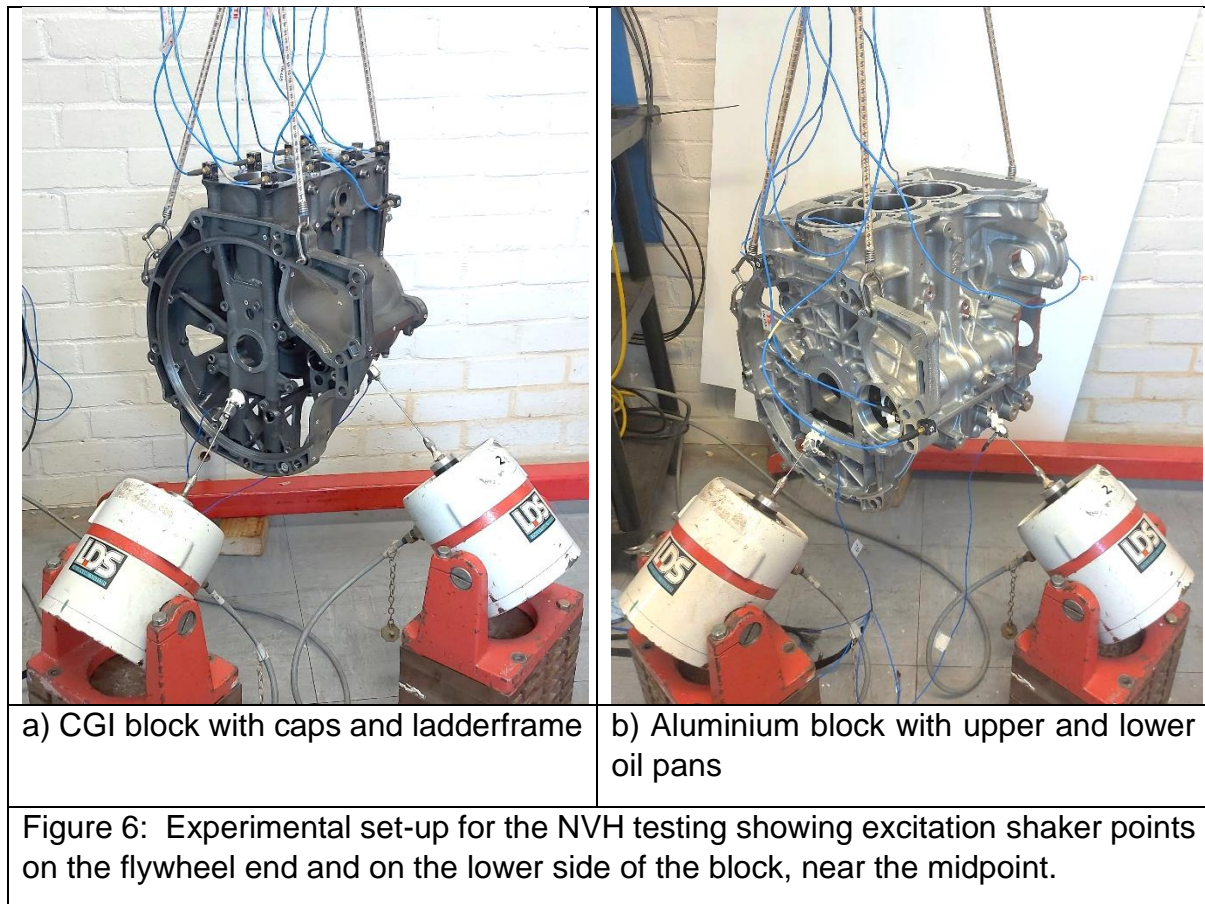 LDS
2
LDS
LDS
2
LDS
a) CGI block with caps and ladderframe
b) Aluminium block with upper and lower
oil pans
Figure 6: Experimental set-up for the NVH testing showing excitation shaker points
on the flywheel end and on the lower side of the block, near the midpoint.